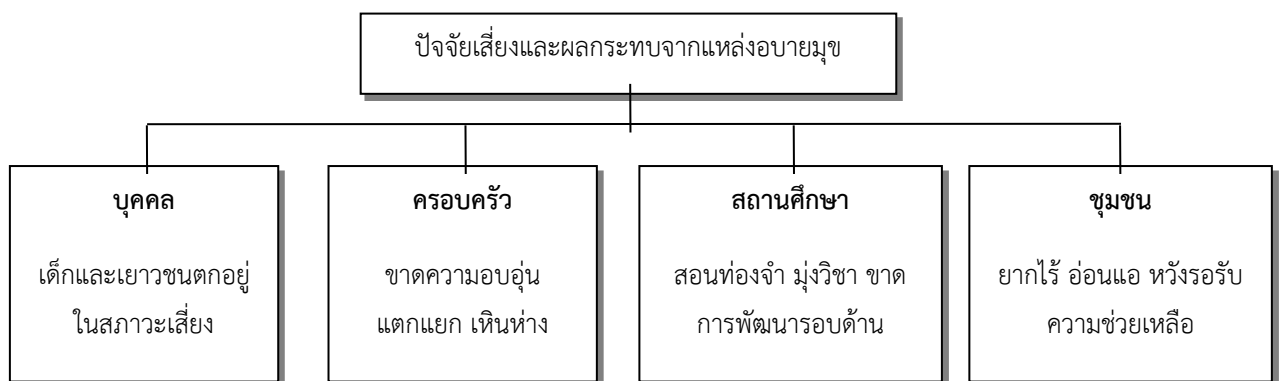 ปัจจัยเสี่ยงและผลกระทบจากแหล่งอบายมุข
บุคคล
เด็กและเยาวชนตกอยู่
ในสภาวะเสี่ยง
ครอบครัว
ขาดความอบอุ่น
แตกแยก เหินห่าง
สถานศึกษา
สอนท่องจำ มุ่งวิชา ขาด
การพัฒนารอบด้าน
ชุมชน
ยากไร้ อ่อนแอ หวังรอรับ
ความช่วยเหลือ